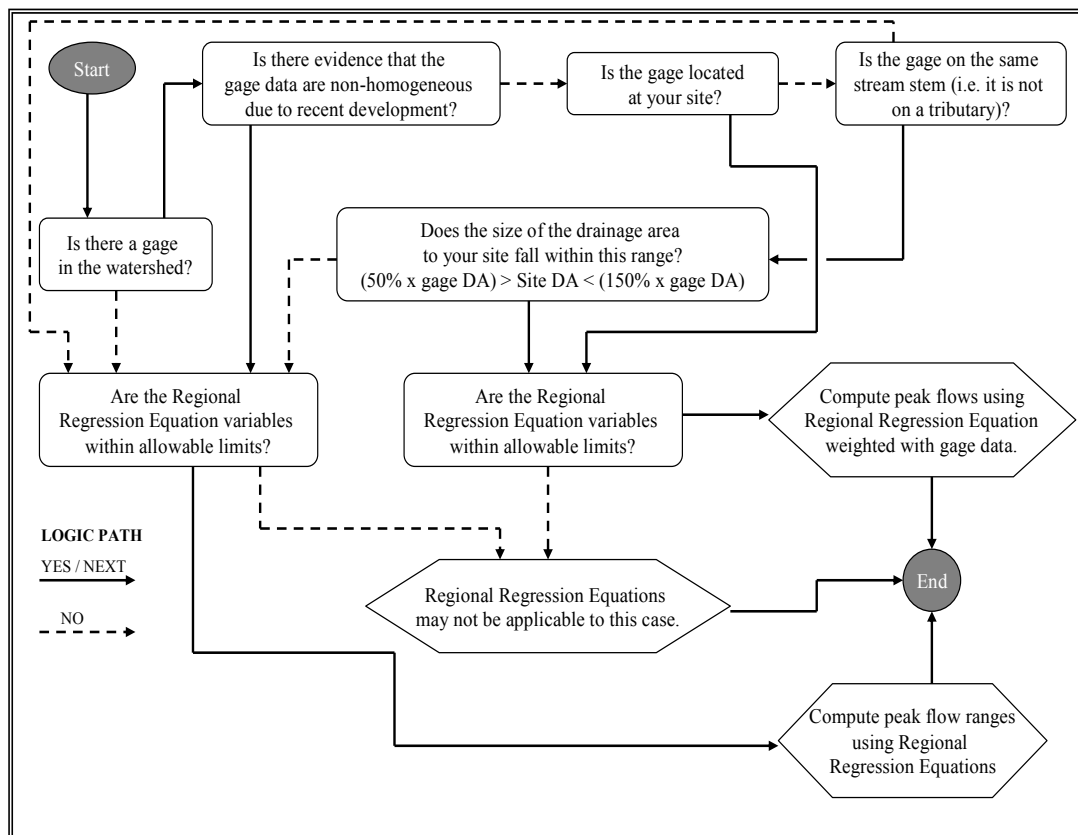 Start
Is there evidence that the
gage data are non-homogeneous
due to recent development?
Is the gage located
at your site?
Is the gage on the same
stream stem (i.e. it is not
on a tributary)?
Is there a gage
in the watershed?
Does the size of the drainage area
to your site fall within this range?
(50% x gage DA) > Site DA < (150% x gage DA)
Are the Regional
Regression Equation variables
within allowable limits?
Are the Regional
Regression Equation variables
within allowable limits?
Compute peak flows using
Regional Regression Equation
weighted with gage data.
LOGIC PATH
YES / NEXT
NO
Regional Regression Equations
may not be applicable to this case.
End
Compute peak flow ranges
using Regional
Regression Equations